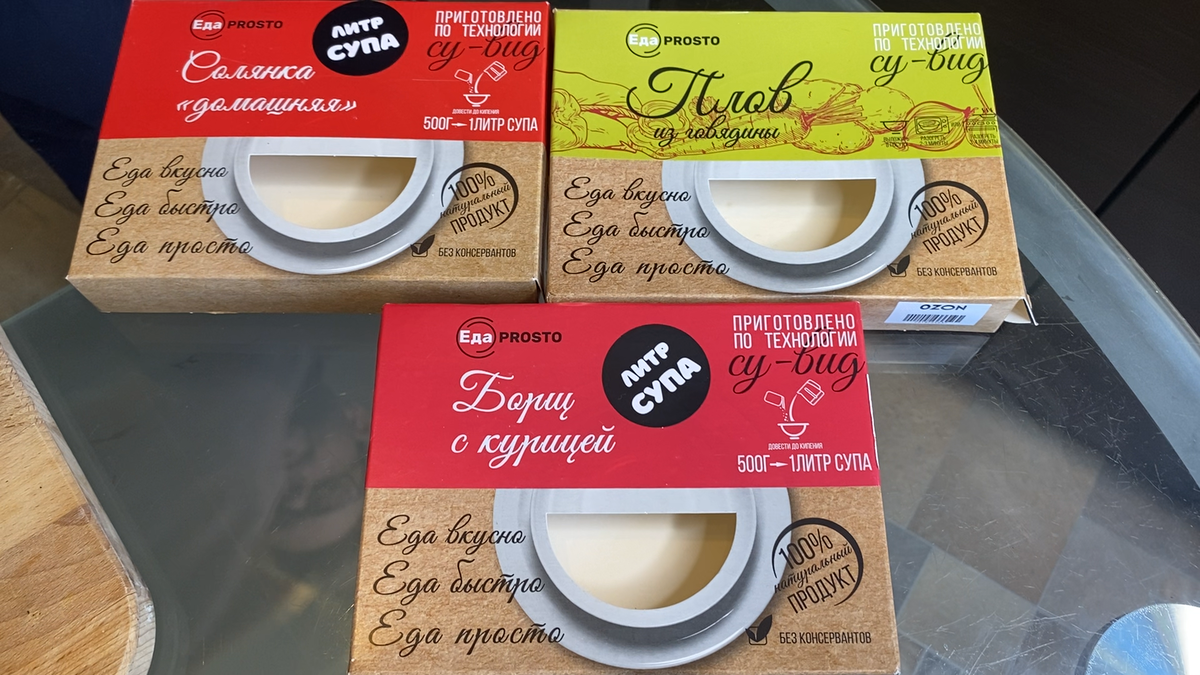 Еда PROSTO
ЛИТР
СУПА
ПРИГОТОВЛЕНО
ПО ТЕХНОЛОГИИ
су-вид
Солянка
«домашняя»
ДОВЕСТИ ДО КИПЕНИЯ
500Г 1ЛИТР СУПА
Еда вкусно
Еда быстро
Еда просто
100%
натуральный
ПРОДУКТ
БЕЗ КОНСЕРВАНТОВ
Еда PROSTO
ПРИГОТОВЛЕНО
ПО ТЕХНОЛОГИИ
су-вид
Плов
из говядины
Еда вкусно
Еда быстро
Еда просто
100%
натуральный
ПРОДУКТ
БЕЗ КОНСЕРВАНТОВ
OZON
Еда PROSTO
ЛИТР
СУПА
ПРИГОТОВЛЕНО
ПО ТЕХНОЛОГИИ
су-вид
Борщ
с курицей
ДОВЕСТИ ДО КИПЕНИЯ
500Г 1ЛИТР СУПА
Еда вкусно
Еда быстро
Еда просто
100%
натуральный
ПРОДУКТ
БЕЗ КОНСЕРВАНТОВ